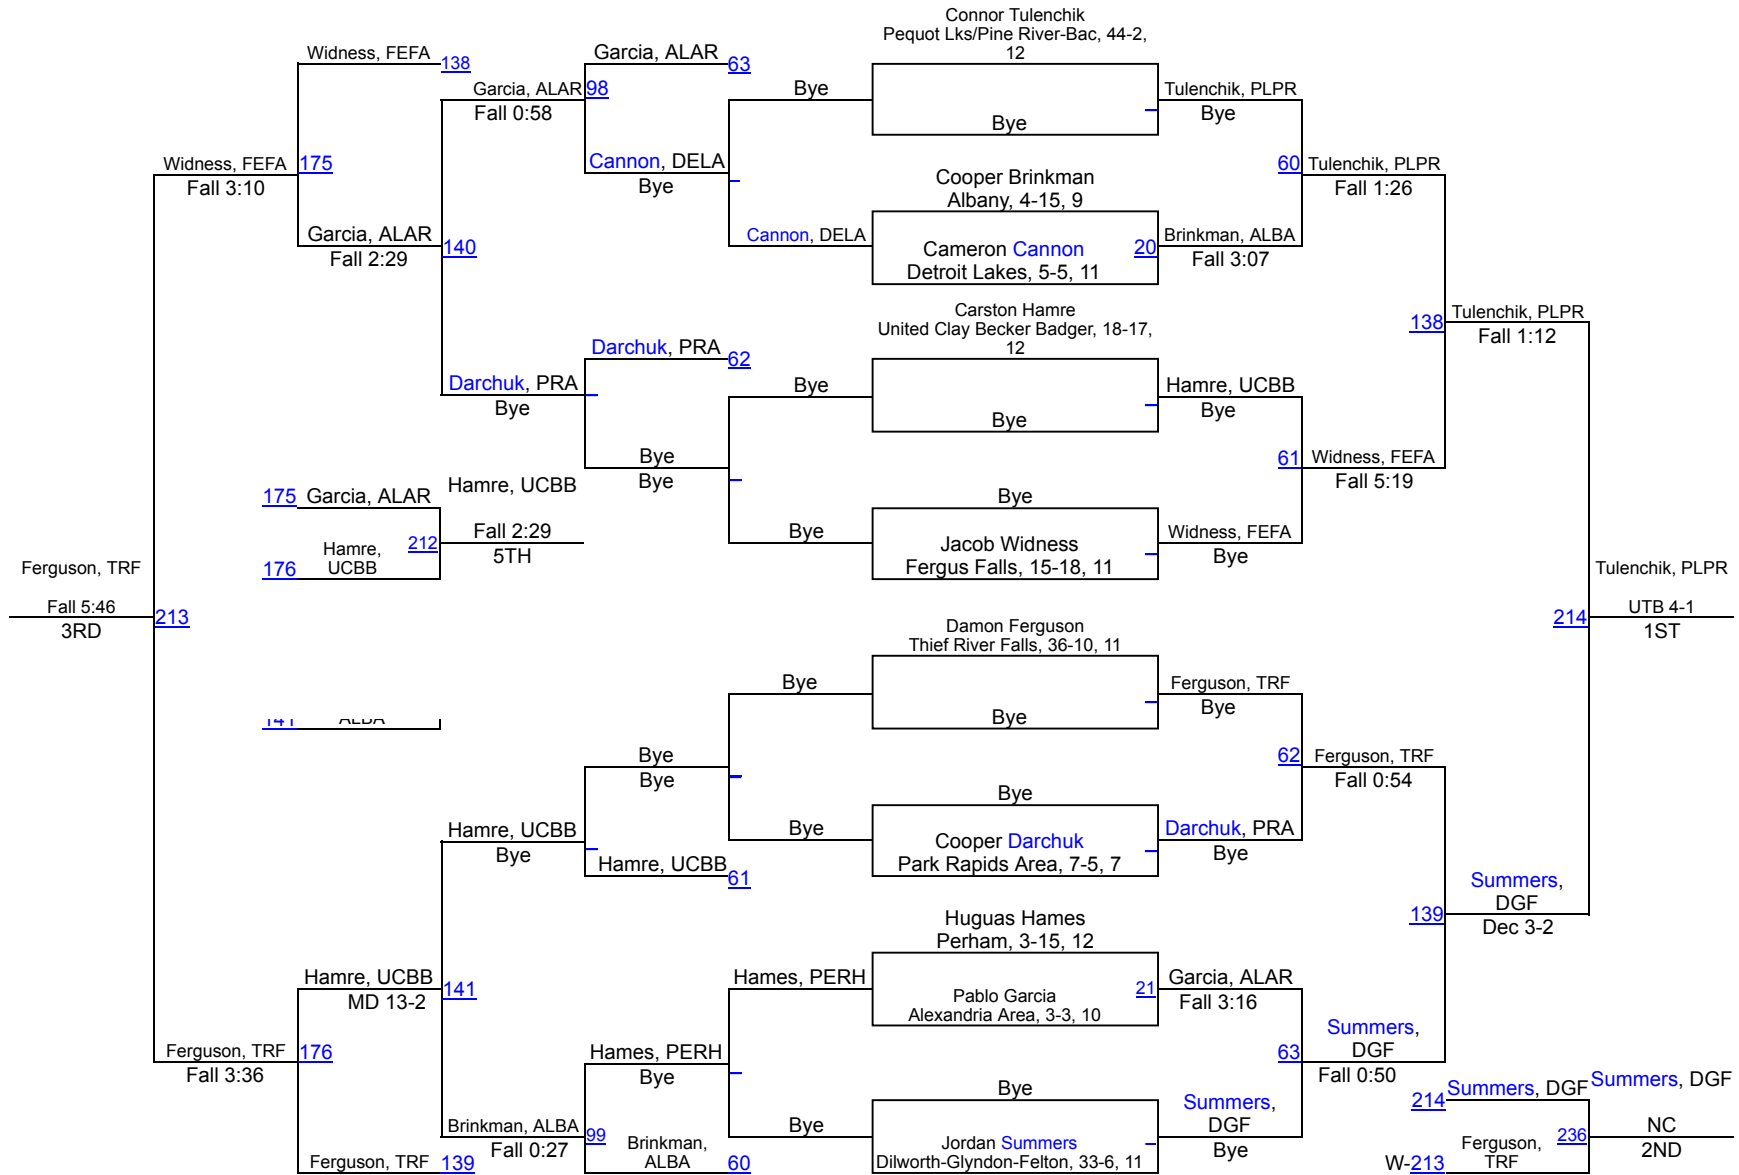 Connor Tulenchik
Pequot Lks/Pine River-Bac, 44-2,
12
Widness, FEFA
138
Garcia, ALAR
63
Garcia, ALAR
98
Fall 0:58
Bye
Bye
Tulenchik, PLPR
Bye
Widness, FEFA
175
Fall 3:10
Cannon, DELA
Bye
60
Tulenchik, PLPR
Fall 1:26
Cooper Brinkman
Albany, 4-15, 9
Garcia, ALAR
Fall 2:29
140
Cannon, DELA
Cameron Cannon
Detroit Lakes, 5-5, 11
20
Brinkman, ALBA
Fall 3:07
Carston Hamre
United Clay Becker Badger, 18-17,
12
138
Tulenchik, PLPR
Fall 1:12
Darchuk, PRA
62
Darchuk, PRA
Bye
Bye
Bye
Hamre, UCBB
Bye
Bye
Bye
61
Widness, FEFA
Fall 5:19
175
Garcia, ALAR
Hamre, UCBB
Bye
Fall 2:29
5TH
212
Hamre,
UCBB
176
Bye
Jacob Widness
Fergus Falls, 15-18, 11
Widness, FEFA
Bye
Ferguson, TRF
Fall 5:46
3RD
213
Tulenchik, PLPR
214
UTB 4-1
1ST
Damon Ferguson
Thief River Falls, 36-10, 11
Bye
Bye
Ferguson, TRF
Bye
141
ALBA
Bye
Bye
62
Ferguson, TRF
Fall 0:54
Bye
Hamre, UCBB
Bye
Bye
Cooper Darchuk
Park Rapids Area, 7-5, 7
Darchuk, PRA
Bye
Hamre, UCBB
61
Summers,
DGF
139
Dec 3-2
Huguas Hames
Perham, 3-15, 12
Hamre, UCBB
MD 13-2
141
Hames, PERH
Pablo Garcia
Alexandria Area, 3-3, 10
21
Garcia, ALAR
Fall 3:16
Ferguson, TRF
176
Fall 3:36
Hames, PERH
Bye
63
Summers,
DGF
Fall 0:50
Bye
214
Summers, DGF
Summers, DGF
Brinkman, ALBA
Fall 0:27
99
Brinkman,
ALBA
60
Bye
Jordan Summers
Dilworth-Glyndon-Felton, 33-6, 11
Summers,
DGF
Bye
Ferguson, TRF
139
W-213
Ferguson,
TRF
236
NC
2ND